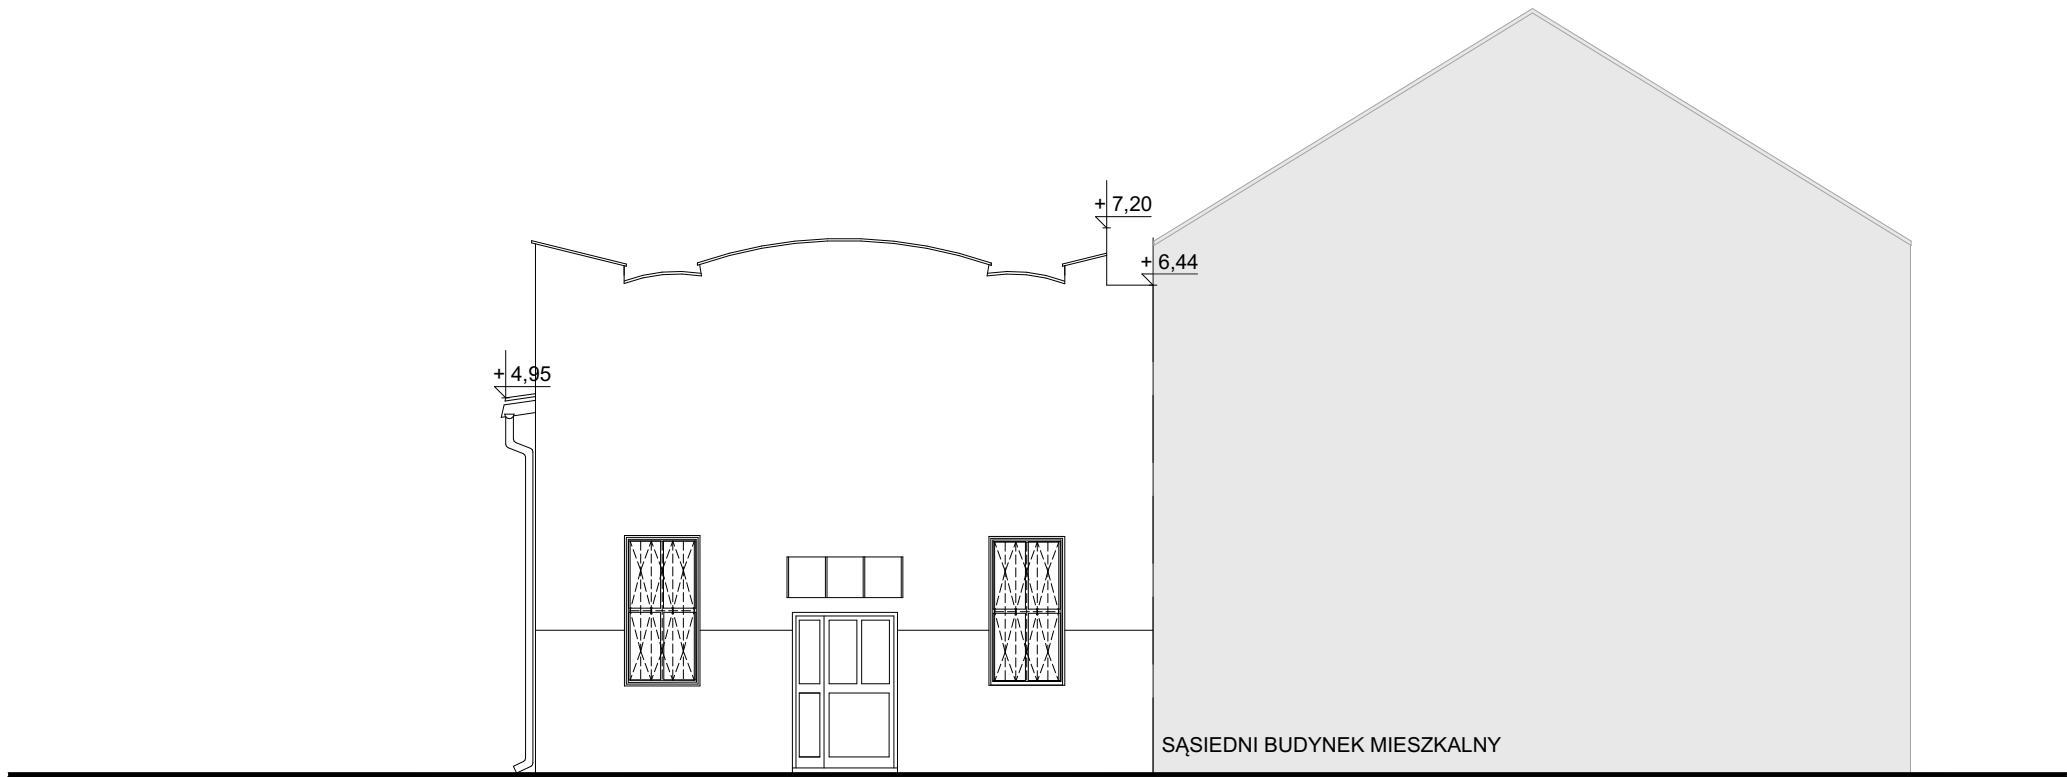 + 7,20
+ 6,44
+ 4,95
SĄSIEDNI BUDYNEK MIESZKALNY